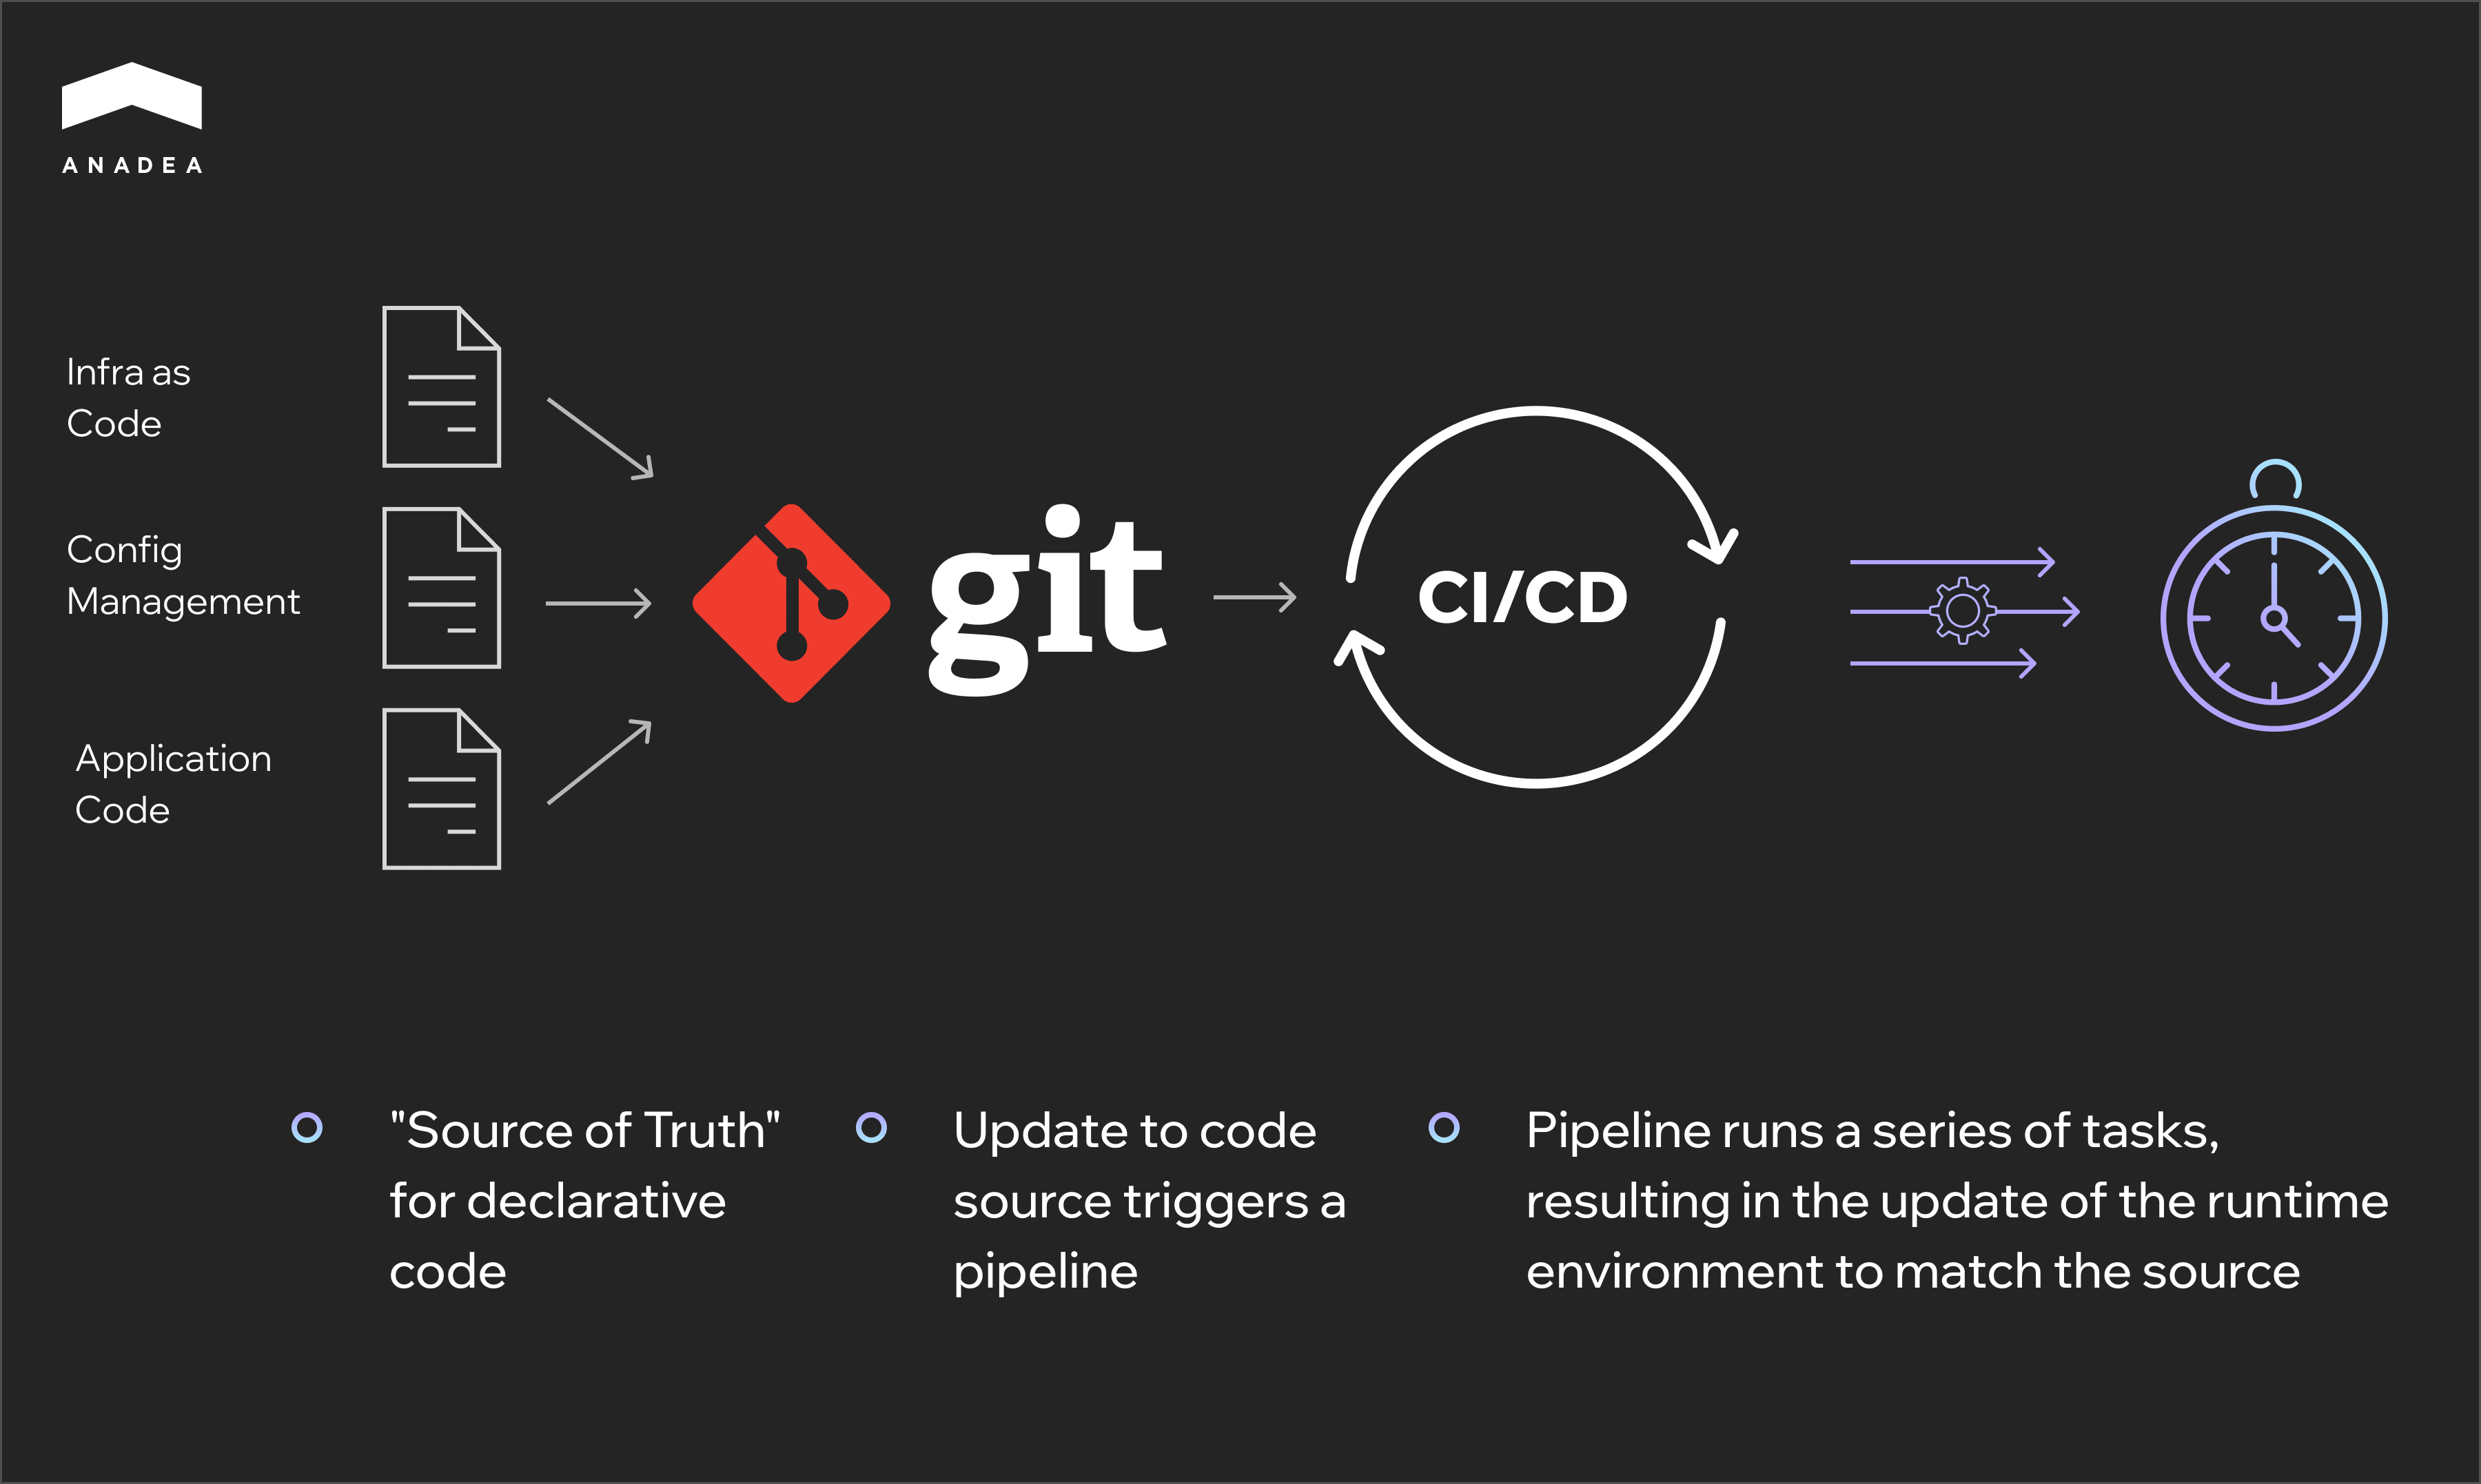 ANADEA
Infra as
Code
Config
Management
Application
Code
git
CI/CD
"Source of Truth"
for declarative
code
Update to code
source triggers a
pipeline
Pipeline runs a series of tasks,
resulting in the update of the runtime
environment to match the source